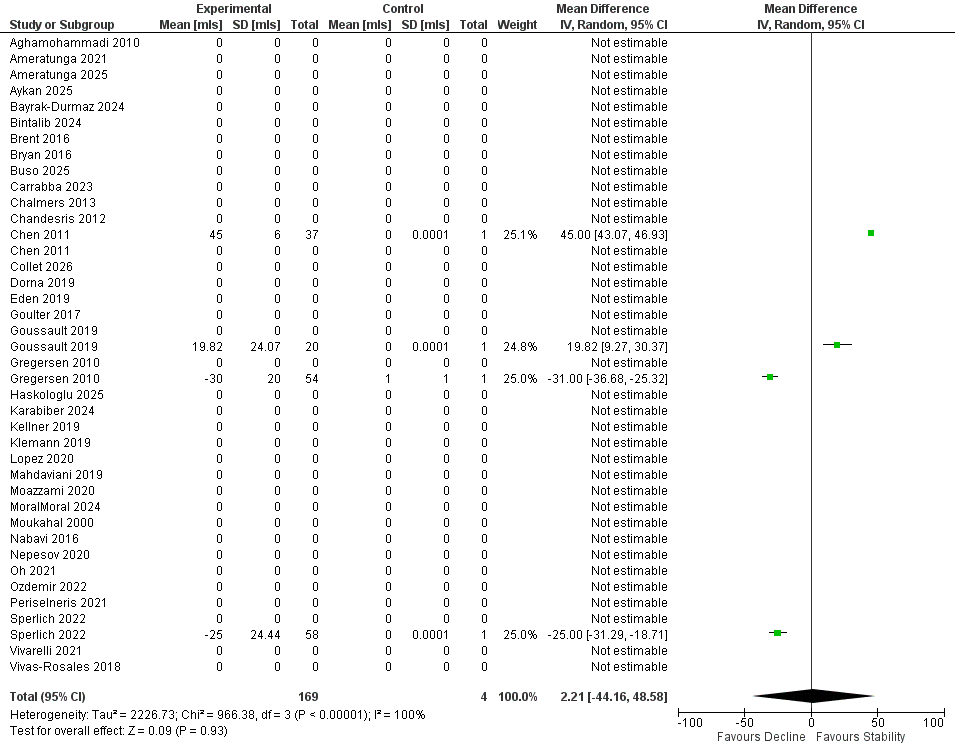 Experimental Control Mean Difference Mean Difference
Study or Subgroup Mean [mls] SD [mls] Total Mean [mls] SD [mls] Total Weight IV, Random, 95% CI IV, Random, 95% CI
Aghamohammadi 2010 0 0 0 0 0 0 Not estimable
Ameratunga 2021 0 0 0 0 0 0 Not estimable
Ameratunga 2025 0 0 0 0 0 0 Not estimable
Aykan 2025 0 0 0 0 0 0 Not estimable
Bayrak-Durmaz 2024 0 0 0 0 0 0 Not estimable
Bintalib 2024 0 0 0 0 0 0 Not estimable
Brent 2016 0 0 0 0 0 0 Not estimable
Bryan 2016 0 0 0 0 0 0 Not estimable
Buso 2025 0 0 0 0 0 0 Not estimable
Carrabba 2023 0 0 0 0 0 0 Not estimable
Chalmers 2013 0 0 0 0 0 0 Not estimable
Chandesris 2012 0 0 0 0 0 0 Not estimable
Chen 2011 45 6 37 0 0.0001 1 25.1% 45.00 [43.07, 46.93]
Chen 2011 0 0 0 0 0 0 Not estimable
Collet 2026 0 0 0 0 0 0 Not estimable
Dorna 2019 0 0 0 0 0 0 Not estimable
Eden 2019 0 0 0 0 0 0 Not estimable
Goulter 2017 0 0 0 0 0 0 Not estimable
Goussault 2019 0 0 0 0 0 0 Not estimable
Goussault 2019 19.82 24.07 20 0 0.0001 1 24.8% 19.82 [9.27, 30.37]
Gregersen 2010 0 0 0 0 0 0 Not estimable
Gregersen 2010 -30 20 54 1 1 1 25.0% -31.00 [-36.68, -25.32]
Haskologlu 2025 0 0 0 0 0 0 Not estimable
Karabiber 2024 0 0 0 0 0 0 Not estimable
Kellner 2019 0 0 0 0 0 0 Not estimable
Klemann 2019 0 0 0 0 0 0 Not estimable
Lopez 2020 0 0 0 0 0 0 Not estimable
Mahdaviani 2019 0 0 0 0 0 0 Not estimable
Moazzami 2020 0 0 0 0 0 0 Not estimable
MoralMoral 2024 0 0 0 0 0 0 Not estimable
Moukahal 2000 0 0 0 0 0 0 Not estimable
Nabavi 2016 0 0 0 0 0 0 Not estimable
Nepesov 2020 0 0 0 0 0 0 Not estimable
Oh 2021 0 0 0 0 0 0 Not estimable
Ozdemir 2022 0 0 0 0 0 0 Not estimable
Periselneris 2021 0 0 0 0 0 0 Not estimable
Sperlich 2022 0 0 0 0 0 0 Not estimable
Sperlich 2022 -25 24.44 58 0 0.0001 1 25.0% -25.00 [-31.29, -18.71]
Vivarelli 2021 0 0 0 0 0 0 Not estimable
Vivas-Rosales 2018 0 0 0 0 0 0 Not estimable
Total (95% CI) 169 4 100.0% 2.21 [-44.16, 48.58]
Heterogeneity: Tau² = 2226.73; Chi² = 966.38, df = 3 (P < 0.00001); I² = 100%
Test for overall effect: Z = 0.09 (P = 0.93)
-100 -50 0 50 100
Favours Decline Favours Stability